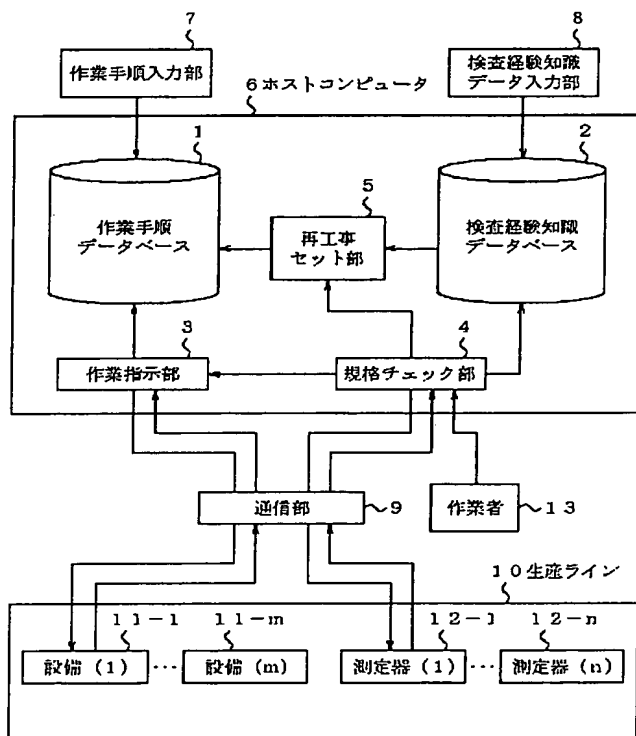 7
8
作業手順入力部
検査経験知識
データ入力部
6ホストコンピュータ
1
2
作業手順
データベース
5
再工事
セット部
検査経験知識
データベース
3
作業指示部
4
規格チェック部
通信部
9
作業者
13
10生産ライン
11-1
11-m
12-1
12-n
設備(1)
···
設備(m)
測定器(1)
···
測定器(n)